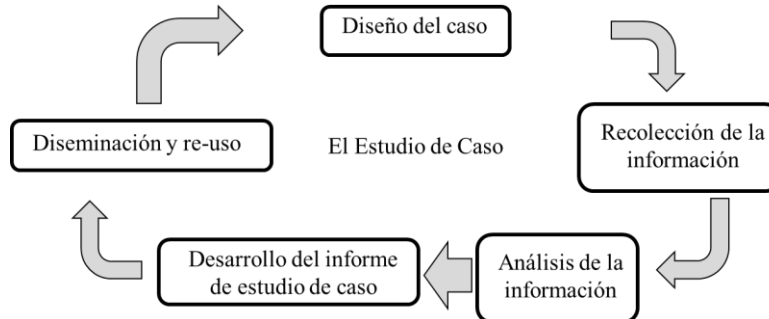 Diseño del caso
Diseminación y re-uso
El Estudio de Caso
Recolección de la
información
Desarrollo del informe
de estudio de caso
Análisis de la
información